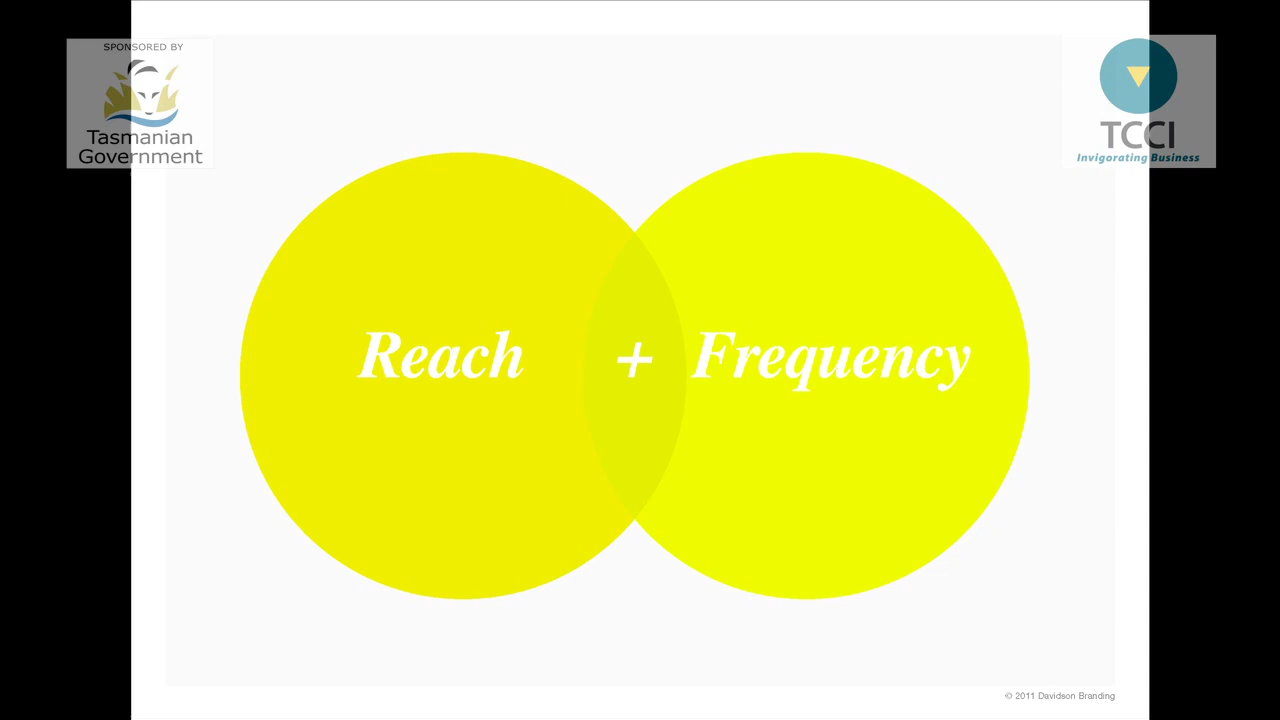 SPONSORED BY
Tasmanian
Government
TCCI
Invigorating Business
Reach + Frequency
© 2011 Davidson Branding